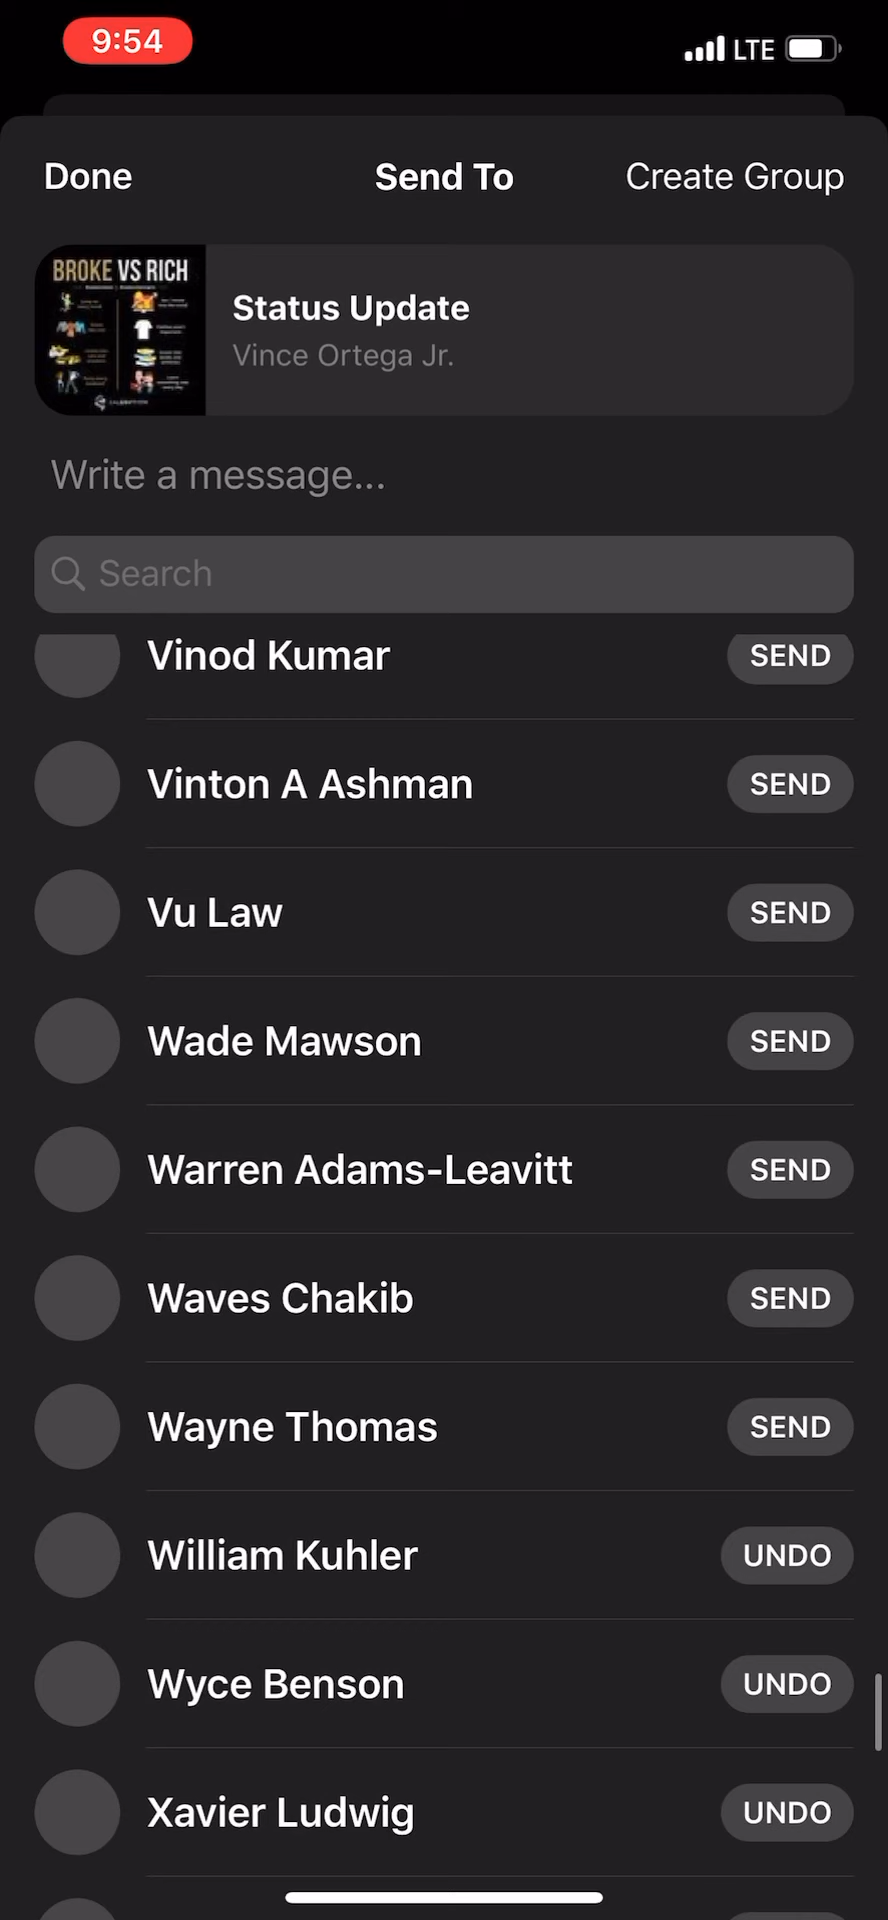 9:54
LTE
Done
Send To
Create Group
BROKE VS RICH
Status Update
Vince Ortega Jr.
Write a message...
Search
Vinod Kumar
SEND
Vinton A Ashman
SEND
Vu Law
SEND
Wade Mawson
SEND
Warren Adams-Leavitt
SEND
Waves Chakib
SEND
Wayne Thomas
SEND
William Kuhler
UNDO
Wyce Benson
UNDO
Xavier Ludwig
UNDO